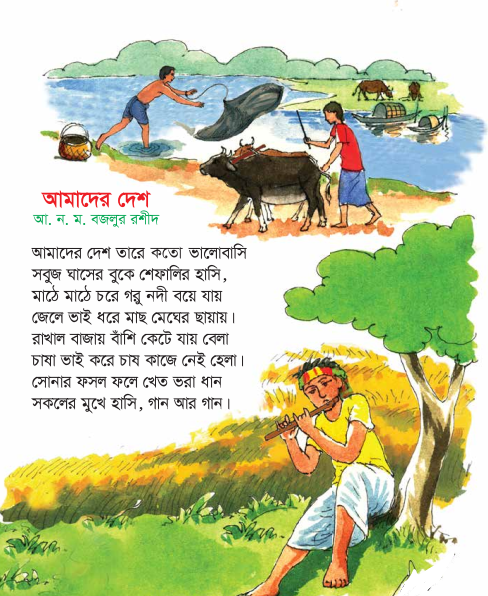 আমাদের দেশ
আ. ন. ম. বজলুর রশীদ
আমাদের দেশ তারে কতো ভালোবাসি
সবুজ ঘাসের বুকে শেফালির হাসি,
মাঠে মাঠে চরে গরু নদী বয়ে যায়
জেলে ভাই ধরে মাছ মেঘের ছায়ায়।
রাখাল বাজায় বাঁশি কেটে যায় বেলা
চাষা ভাই করে চাষ কাজে নেই হেলা।
সোনার ফসল ফলে খেত ভরা ধান
সকলের মুখে হাসি, গান আর গান।